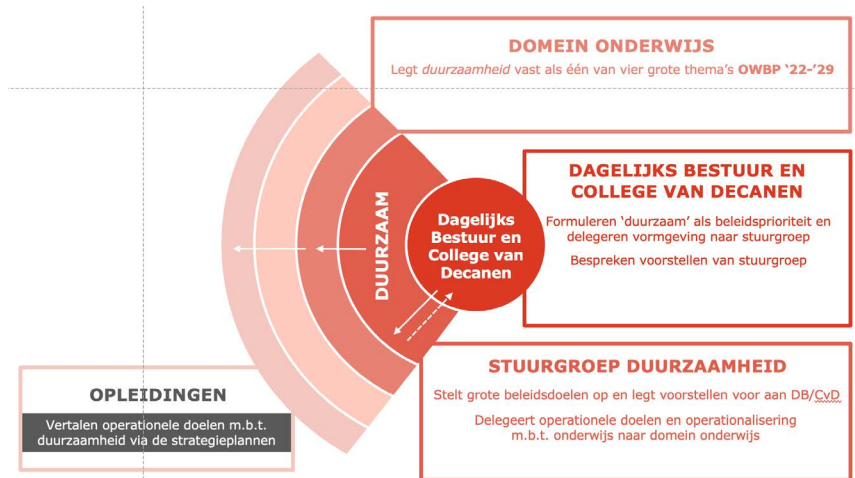 DOMEIN ONDERWIJS
Legt duurzaamheid vast als één van vier grote thema's OWBP '22-'29
DAGELIJKS BESTUUR EN
COLLEGE VAN DECANEN
Formuleren 'duurzaam' als beleidsprioriteit en
delegeren vormgeving naar stuurgroep
Bespreken voorstellen van stuurgroep
Dagelijks
Bestuur en
College van
Decanen
DUURZAAM
STUURGROEP DUURZAAMHEID
Stelt grote beleidsdoelen op en legt voorstellen voor aan DB/CvD
Delegeert operationele doelen en operationalisering
m.b.t. onderwijs naar domein onderwijs
OPLEIDINGEN
Vertalen operationele doelen m.b.t.
duurzaamheid via de strategieplannen